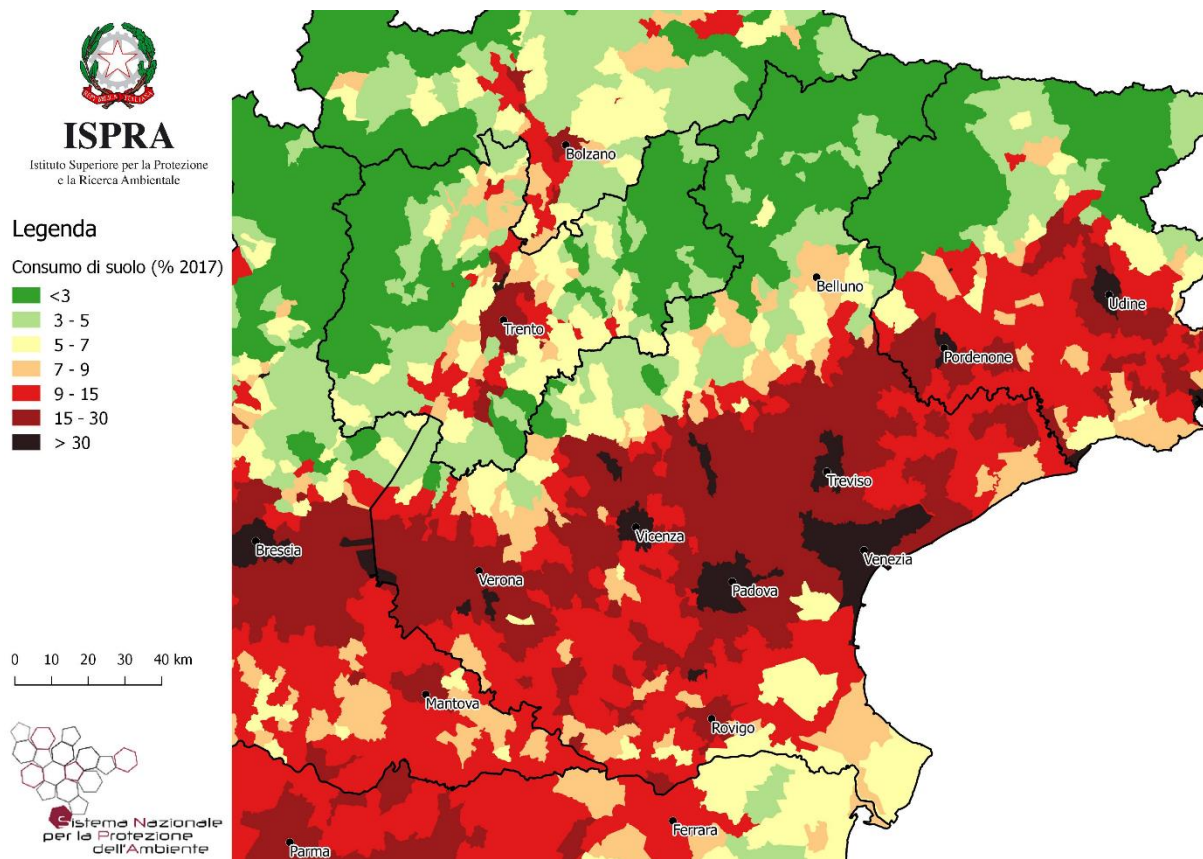 REPVBBLICA ITALIANA
ISPRA
Istituto Superiore per la Protezione
e la Ricerca Ambientale
Legenda
Consumo di suolo (% 2017)
<3
3 - 5
5 - 7
7 - 9
9 - 15
15 - 30
> 30
0 10 20 30 40 km
Sistema Nazionale
per la Protezione
dell'Ambiente
Bolzano
Belluno
Udine
Trento
Pordenone
Treviso
Vicenza
Brescia
Venezia
Verona
Padova
Mantova
Rovigo
Ferrara
Parma